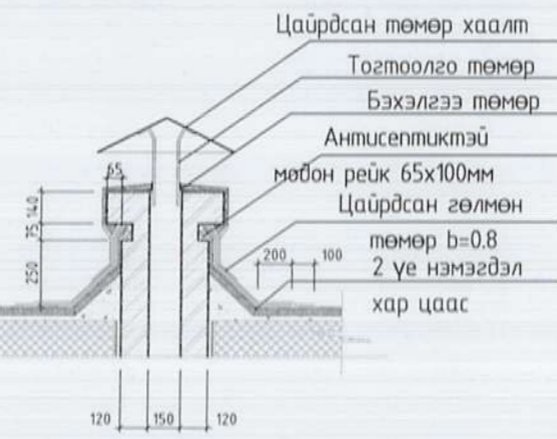 Цайрдсан төмөр хаалт
Тогтоолго төмөр
Бэхэлгээ төмөр
Антисептиктэй
модон рейк 65х100мм
Цайрдсан гөлмөн
төмөр b=0.8
2 үе нэмэгдэл
хар цаас
65
140
75
250
200 100
120 150 120